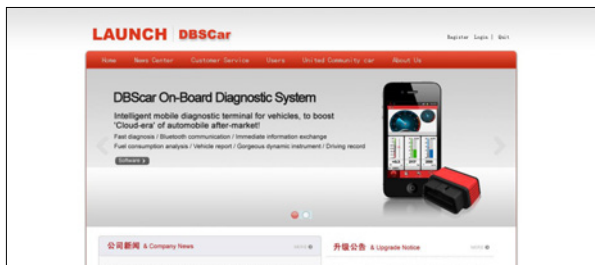 LAUNCH DBSCar
Register Login | Quit
Home News Center Customer Service Users United Community car About Us
DBScar On-Board Diagnostic System
Intelligent mobile diagnostic terminal for vehicles, to boost
'Cloud-era' of automobile after-market!
Fast diagnosis / Bluetooth communication / Immediate information exchange
Fuel consumption analysis / Vehicle report / Gorgeous dynamic instrument / Driving record
Software
公司新闻 & Company News
升级公告 & Upgrade Notice